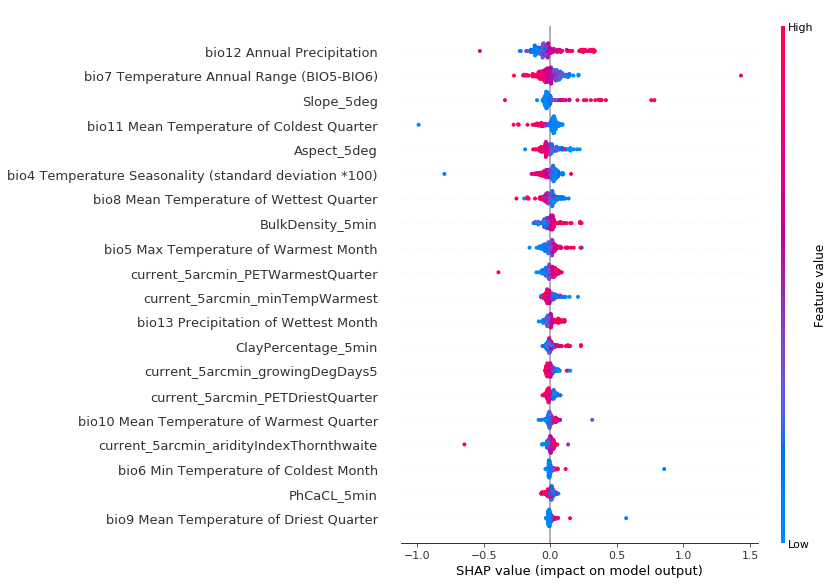 High
bio12 Annual Precipitation
bio7 Temperature Annual Range (BIO5-BIO6)
Slope_5deg
bio11 Mean Temperature of Coldest Quarter
Aspect_5deg
bio4 Temperature Seasonality (standard deviation *100)
bio8 Mean Temperature of Wettest Quarter
BulkDensity_5min
bio5 Max Temperature of Warmest Month
current_5arcmin_PETWarmestQuarter
current_5arcmin_minTempWarmest
bio13 Precipitation of Wettest Month
ClayPercentage_5min
current_5arcmin_growingDegDays5
current_5arcmin_PETDriestQuarter
bio10 Mean Temperature of Warmest Quarter
current_5arcmin_aridityIndexThornthwaite
bio6 Min Temperature of Coldest Month
PhCaCL_5min
bio9 Mean Temperature of Driest Quarter
Feature value
Low
−1.0 −0.5 0.0 0.5 1.0 1.5
SHAP value (impact on model output)